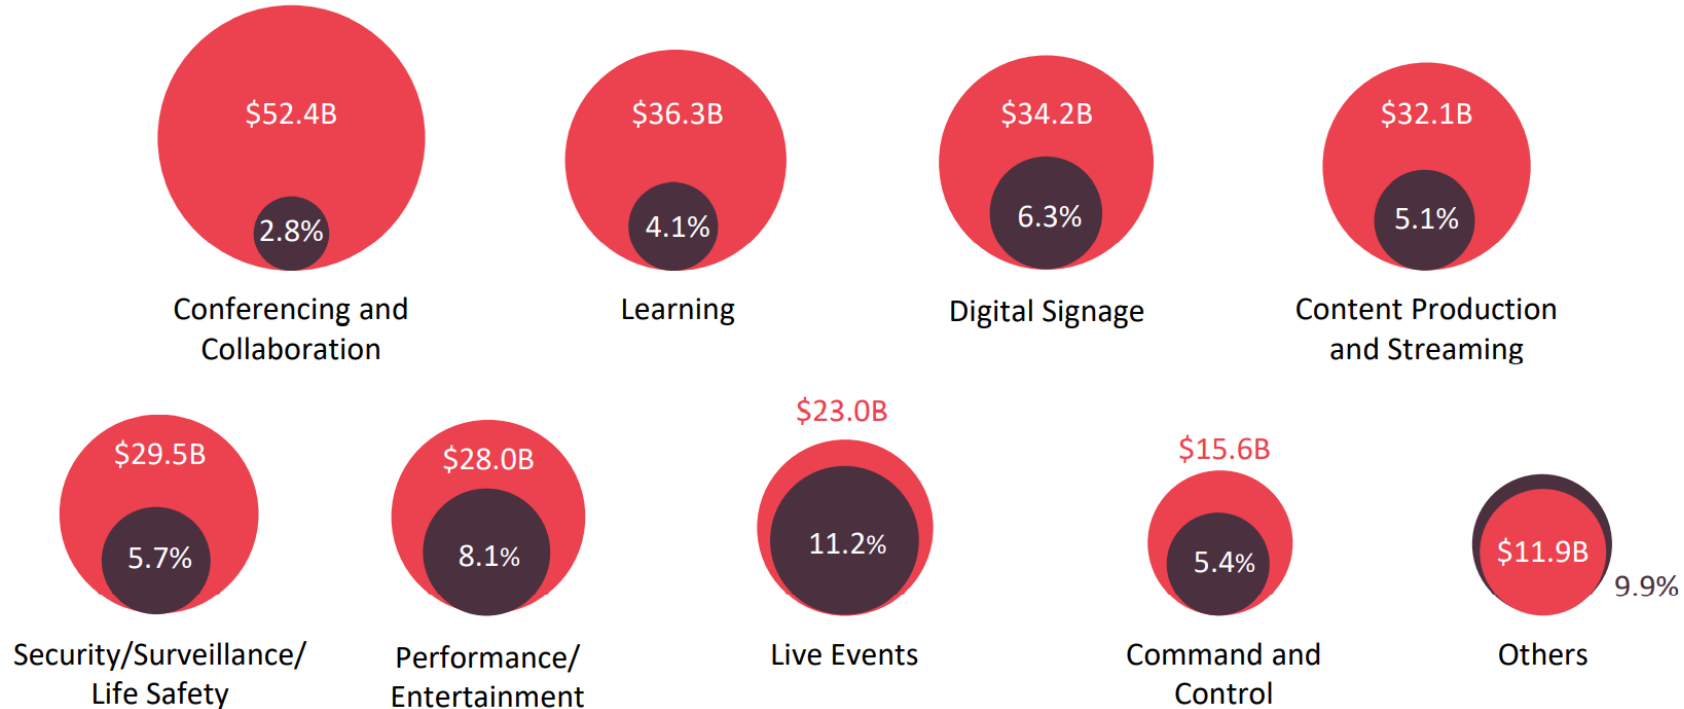 $52.4B
2.8%
Conferencing and
Collaboration
$36.3B
4.1%
Learning
$34.2B
6.3%
Digital Signage
$32.1B
5.1%
Content Production
and Streaming
$29.5B
5.7%
Security/Surveillance/
Life Safety
$28.0B
8.1%
Performance/
Entertainment
$23.0B
11.2%
Live Events
$15.6B
5.4%
Command and
Control
$11.9B
9.9%
Others